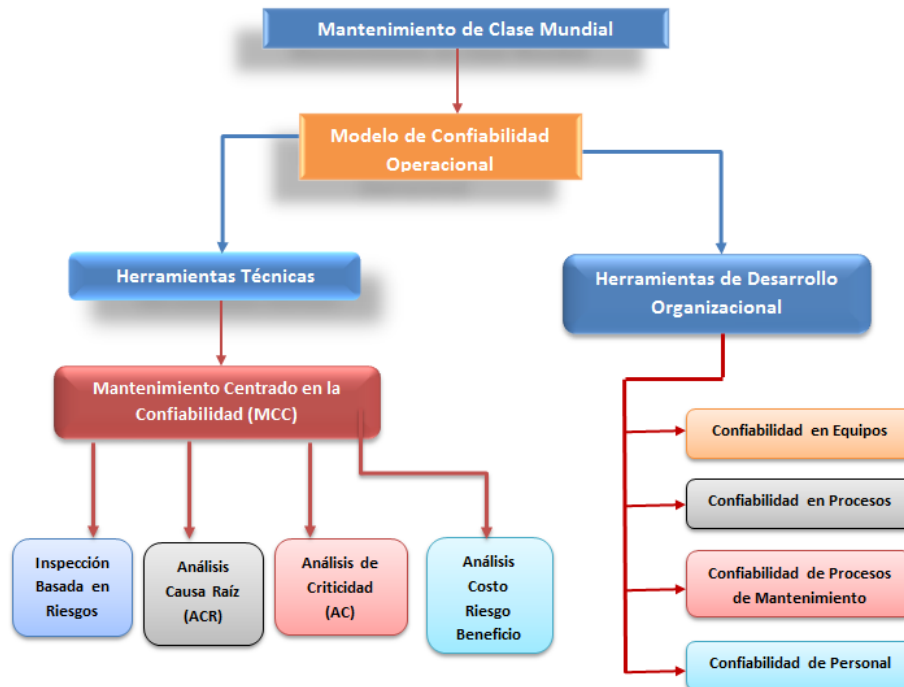 Mantenimiento de Clase Mundial
Modelo de Confiabilidad
Operacional
Herramientas Técnicas
Herramientas de Desarrollo
Organizacional
Mantenimiento Centrado en la
Confiabilidad (MCC)
Inspección
Basada en
Riesgos
Análisis
Causa Raíz
(ACR)
Análisis de
Criticidad
(AC)
Análisis
Costo
Riesgo
Beneficio
Confiabilidad en Equipos
Confiabilidad en Procesos
Confiabilidad de Procesos
de Mantenimiento
Confiabilidad de Personal